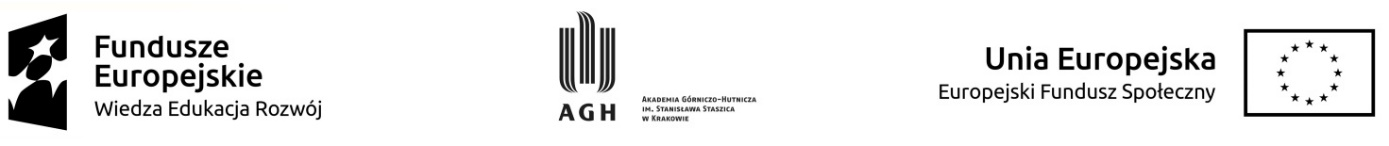 Fundusze
Europejskie
Wiedza Edukacja Rozwój
AGH
Akademia Górniczo-Hutnicza
im. Stanisława Staszica
w Krakowie
Unia Europejska
Europejski Fundusz Społeczny